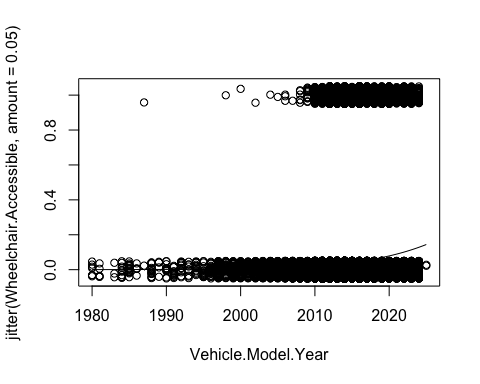 jitter(Wheelchair.Accessible, amount = 0.05)
0.8
0.4
0.0
1980 1990 2000 2010 2020
Vehicle.Model.Year